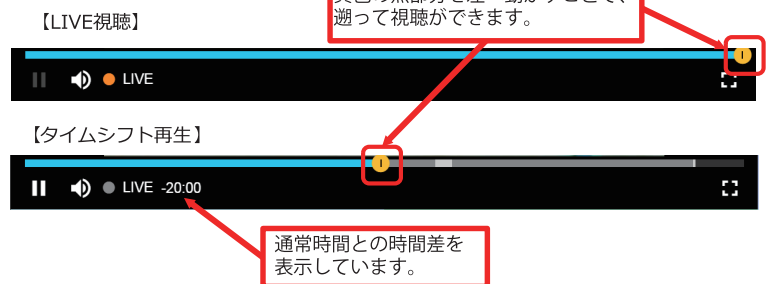 遡って視聴ができます。
【LIVE視聴】
LIVE
【タイムシフト再生】
LIVE -20:00
通常時間との時間差を
表示しています。